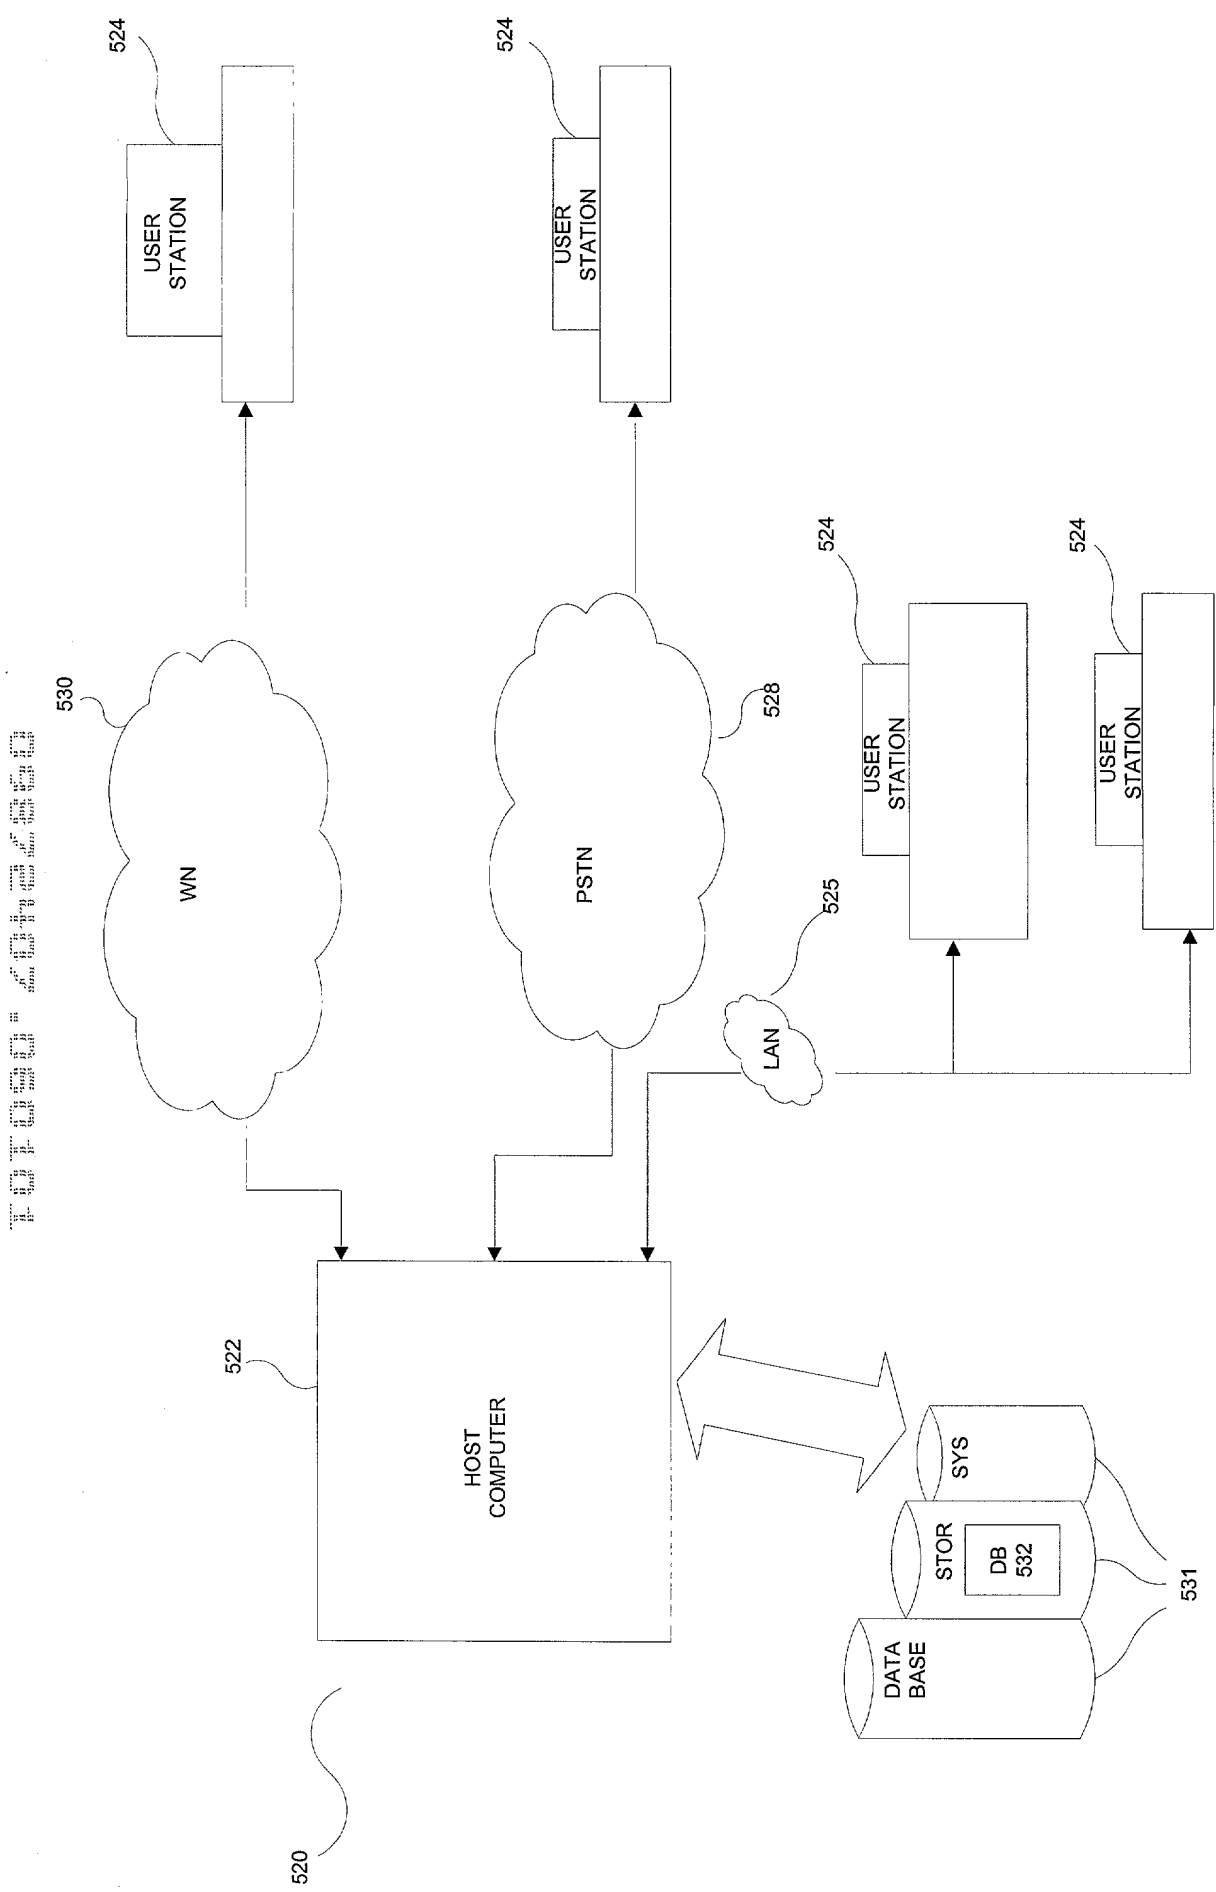 530
524
USER
STATION
WN
522
520
HOST
COMPUTER
524
USER
STATION
PSTN
528
LAN
525
524
USER
STATION
DATA
BASE
STOR
DB
532
SYS
531
524
USER
STATION